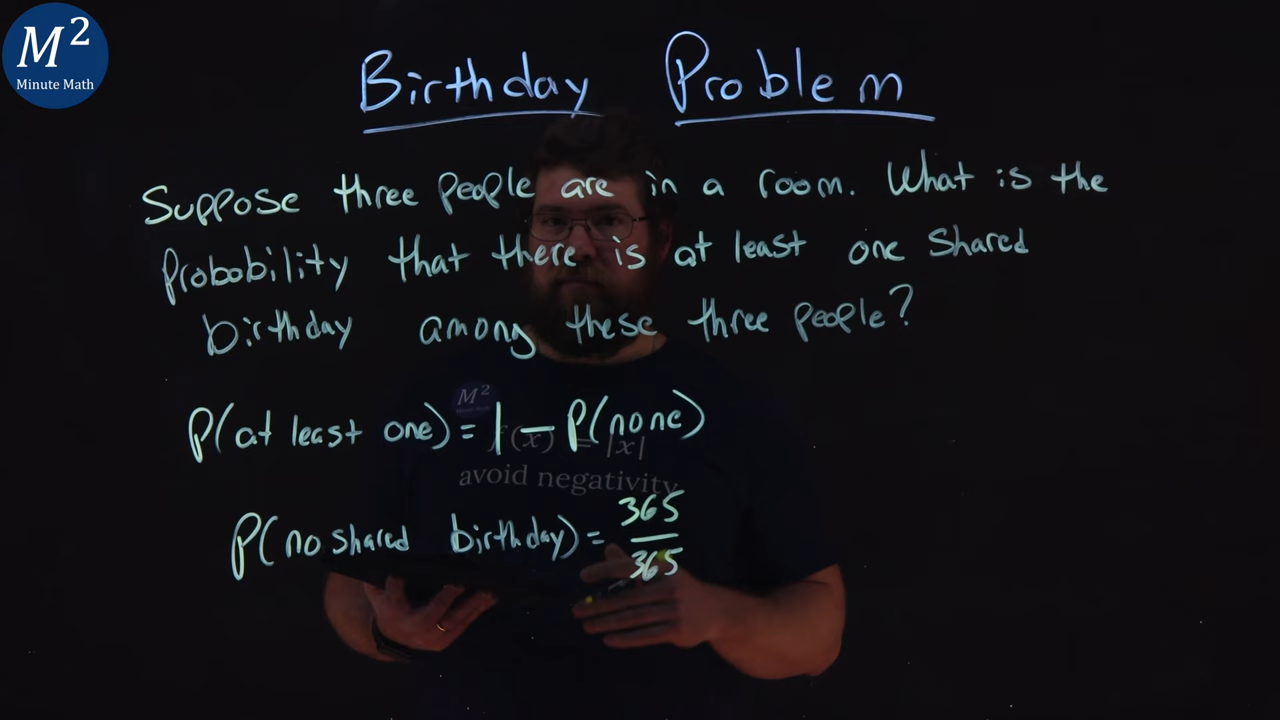 M²
Minute Math
Birthday Problem
Suppose three people are in a room. What is the
Probability that there is at least one shared
birthday among these three people?
P(at least one) = 1 - P(none)
M²
f(x) = |x|
avoid negativity
P(no shared birthday) = 365/365